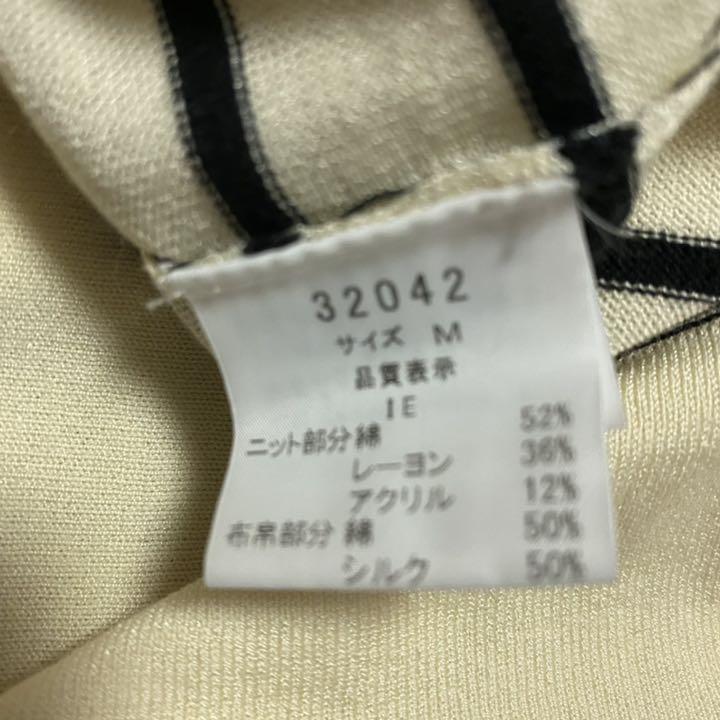 32042
サイズ M
品質表示
IE
ニット部分 綿 52%
レーヨン 36%
アクリル 12%
布帛部分 綿 50%
シルク 50%